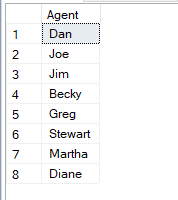 Agent
1 Dan
2 Joe
3 Jim
4 Becky
5 Greg
6 Stewart
7 Martha
8 Diane